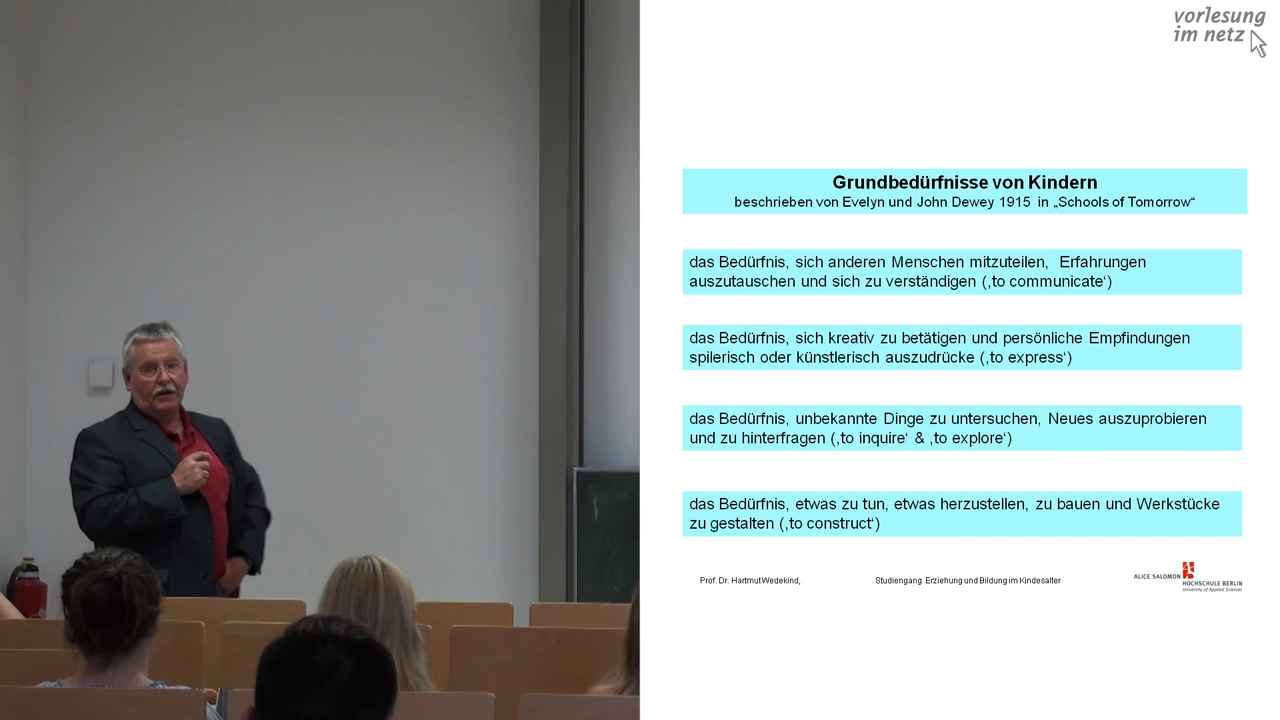 vorlesung
im netz
Grundbedürfnisse von Kindern
beschrieben von Evelyn und John Dewey 1915 in „Schools of Tomorrow“
das Bedürfnis, sich anderen Menschen mitzuteilen, Erfahrungen
auszutauschen und sich zu verständigen (‚to communicate‘)
das Bedürfnis, sich kreativ zu betätigen und persönliche Empfindungen
spilerisch oder künstlerisch auszudrücke (‚to express‘)
das Bedürfnis, unbekannte Dinge zu untersuchen, Neues auszuprobieren
und zu hinterfragen (‚to inquire‘ & ‚to explore‘)
das Bedürfnis, etwas zu tun, etwas herzustellen, zu bauen und Werkstücke
zu gestalten (‚to construct‘)
Prof. Dr. Hartmut Wedekind, Studiengang Erziehung und Bildung im Kindesalter
ALICE SALOMON
HOCHSCHULE BERLIN
University of Applied Sciences